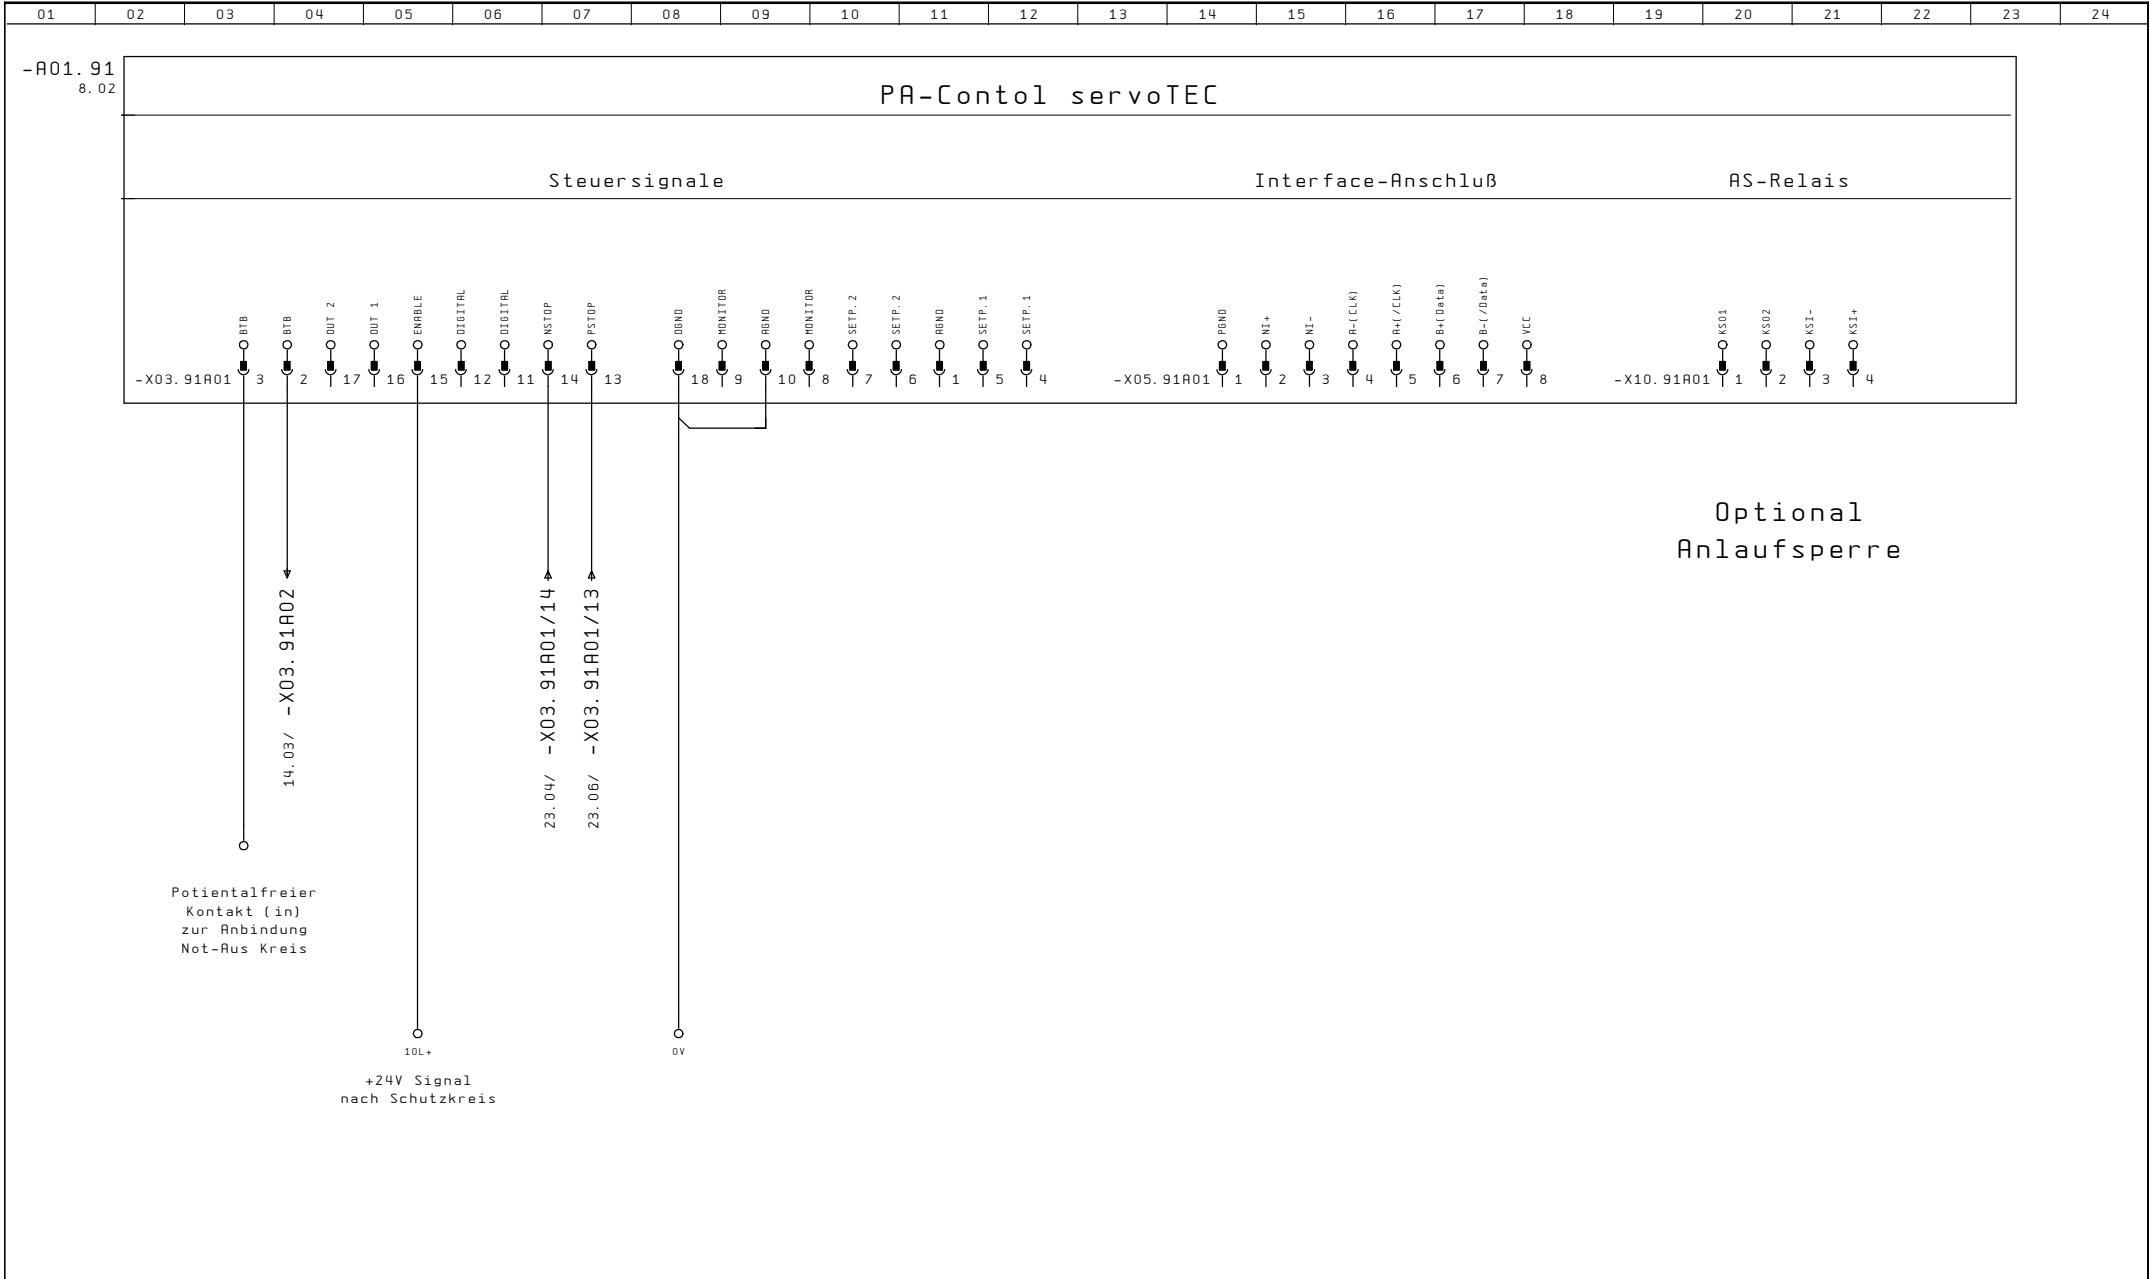 01 02 03 04 05 06 07 08 09 10 11 12 13 14 15 16 17 18 19 20 21 22 23 24
-A01.91
8.02
PA-Contol servoTEC
Steuersignale
Interface-Anschluß
AS-Relais
BTB BTB OUT 2 OUT 1 ENABLE DIGITAL DIGITAL NSTOP PSTOP DGND MONITOR AGND MONITOR SETP.2 SETP.2 AGND SETP.1 SETP.1
-X03.91A01 3 2 17 16 15 12 11 14 13 18 9 10 8 7 6 1 5 4
PGND NI+ NI- A-(CLK) A+(/CLK) B+(Data) B-(/Data) VCC
-X05.91A01 1 2 3 4 5 6 7 8
KSO1 KSO2 KSI- KSI+
-X10.91A01 1 2 3 4
Optional
Anlaufsperre
14.03/ -X03.91A02
23.04/ -X03.91A01/14
23.06/ -X03.91A01/13
Potientalfreier
Kontakt (in)
zur Anbindung
Not-Aus Kreis
10L+
+24V Signal
nach Schutzkreis
0V